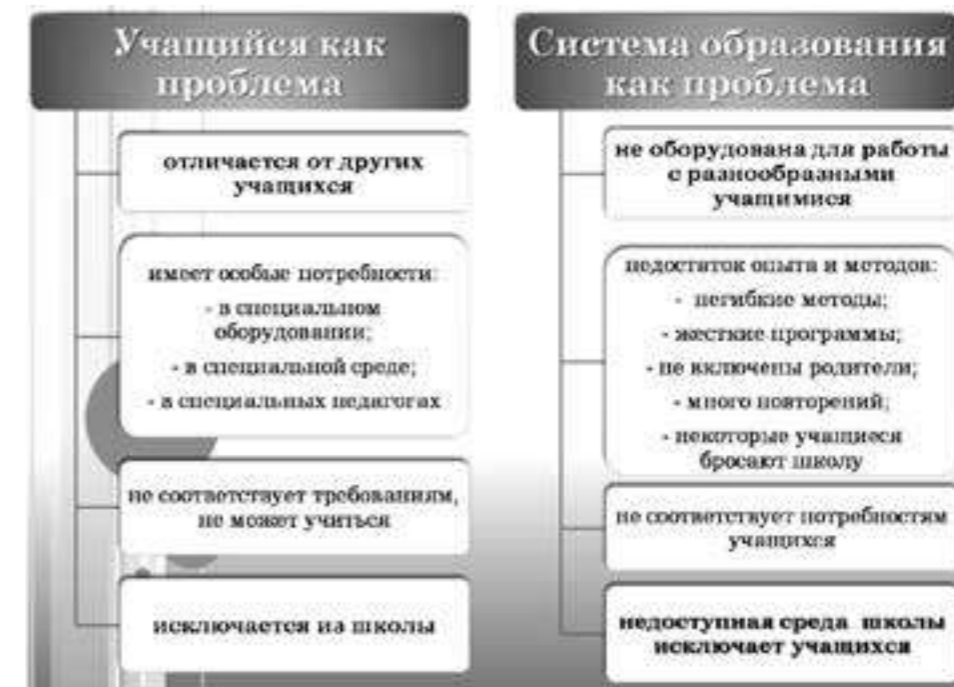 Учащийся как
проблема
отличается от других
учащихся
имеет особые потребности:
- в специальном
оборудовании;
- в специальной среде;
- в специальных педагогах
не соответствует требованиям,
не может учиться
исключается из школы
Система образования
как проблема
не оборудована для работы
с разнообразными
учащимися
недостаток опыта и методов:
- негибкие методы;
- жесткие программы;
- не включены родители;
- много повторений;
- некоторые учащиеся
бросают школу
не соответствует потребностям
учащихся
недоступная среда школы
исключает учащихся